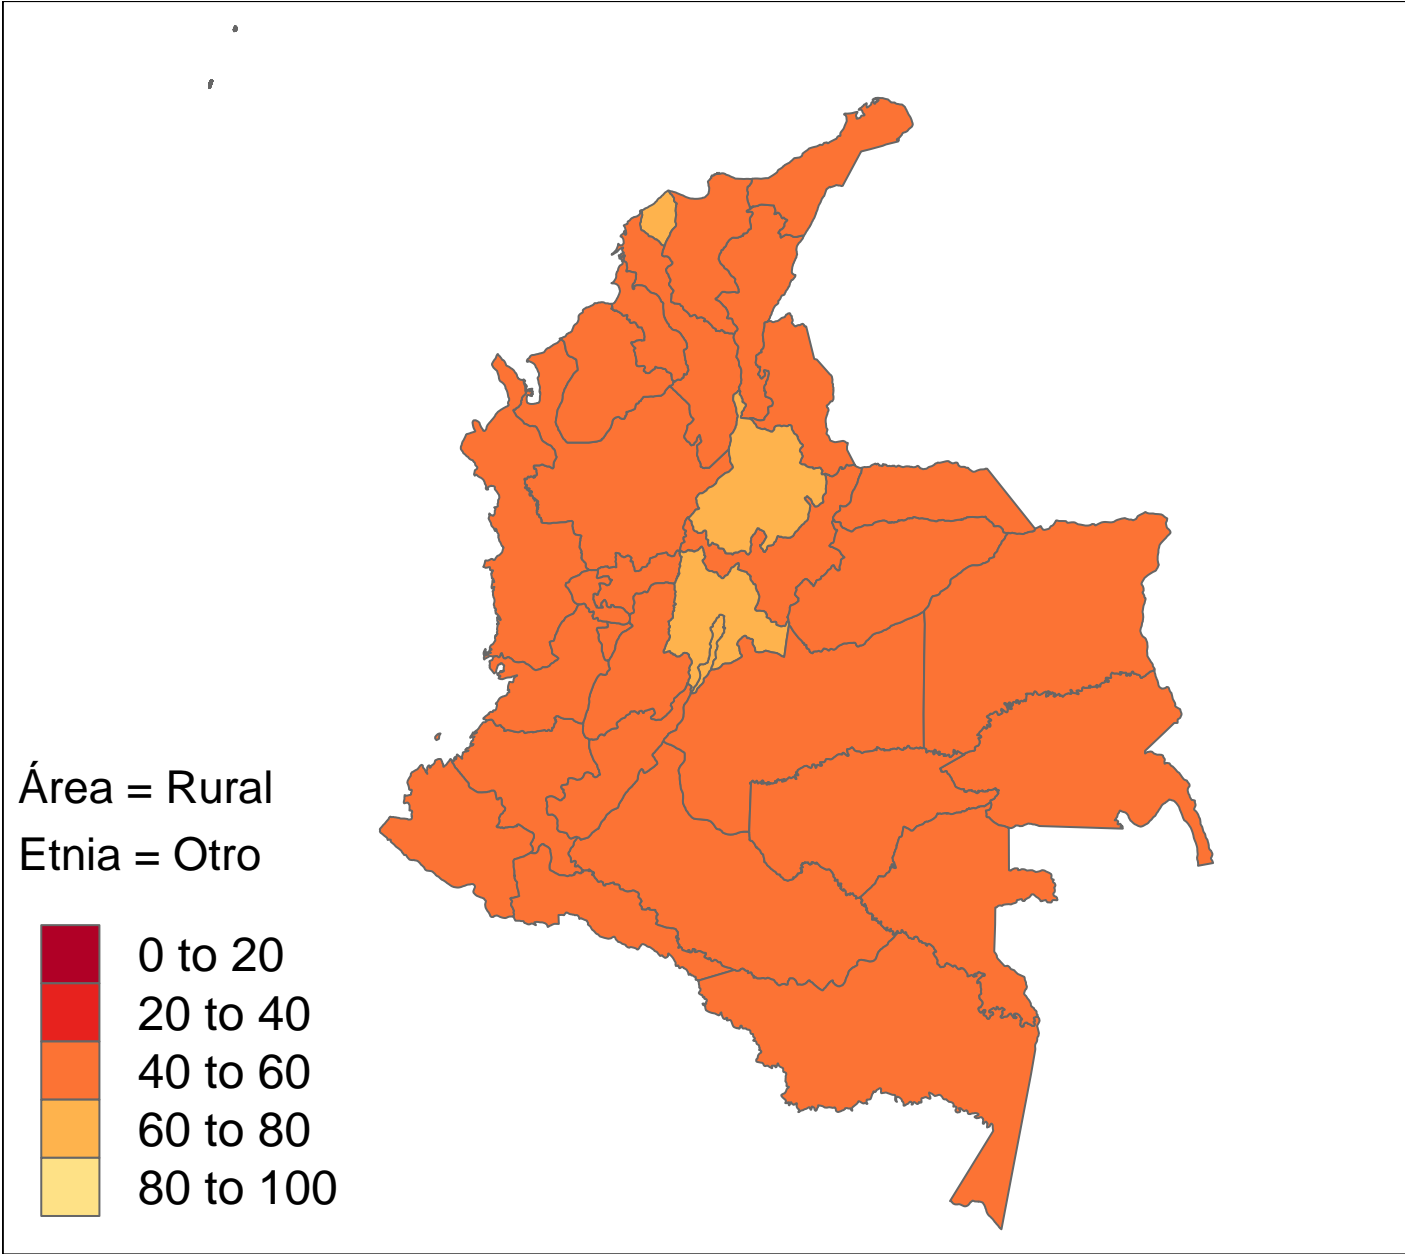 Área = Rural
Etnia = Otro
0 to 20
20 to 40
40 to 60
60 to 80
80 to 100